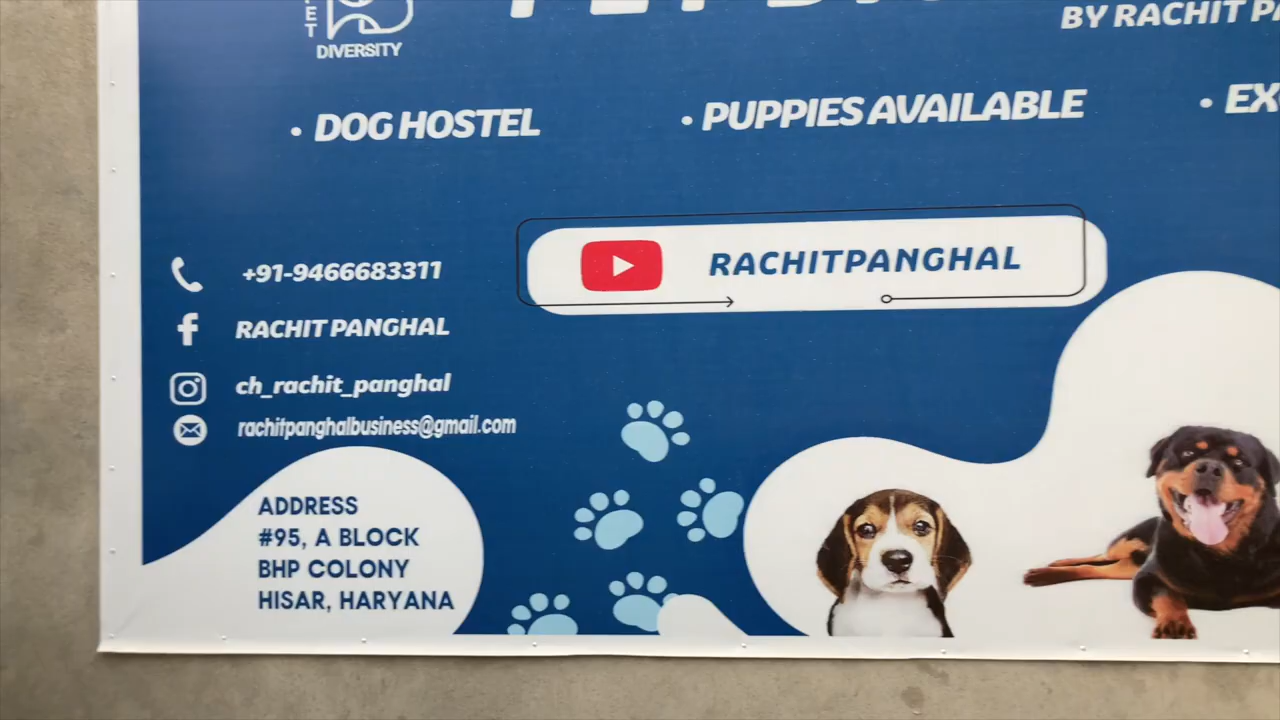 DIVERSITY
BY RACHIT
• DOG HOSTEL
• PUPPIES AVAILABLE
RACHITPANGHAL
+91-9466683311
RACHIT PANGHAL
ch_rachit_panghal
rachitpanghalbusiness@gmail.com
ADDRESS
#95, A BLOCK
BHP COLONY
HISAR, HARYANA